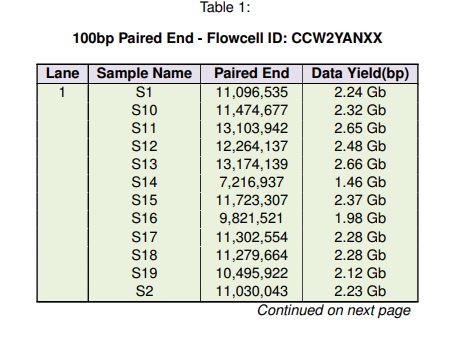 Table 1:
100bp Paired End - Flowcell ID: CCW2YANXX
Lane Sample Name Paired End Data Yield(bp)
1 S1 11,096,535 2.24 Gb
S10 11,474,677 2.32 Gb
S11 13,103,942 2.65 Gb
S12 12,264,137 2.48 Gb
S13 13,174,139 2.66 Gb
S14 7,216,937 1.46 Gb
S15 11,723,307 2.37 Gb
S16 9,821,521 1.98 Gb
S17 11,302,554 2.28 Gb
S18 11,279,664 2.28 Gb
S19 10,495,922 2.12 Gb
S2 11,030,043 2.23 Gb
Continued on next page